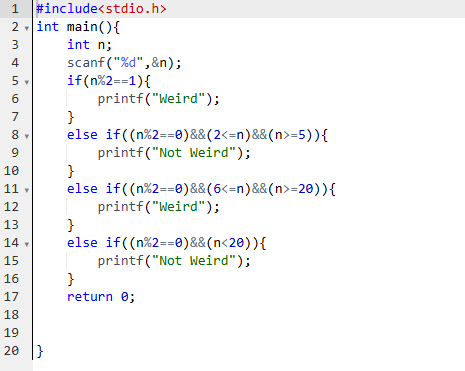 1 #include<stdio.h>
2 int main(){
3     int n;
4     scanf("%d",&n);
5     if(n%2==1){
6         printf("Weird");
7     }
8     else if((n%2==0)&&(2<=n)&&(n>=5)){
9         printf("Not Weird");
10     }
11     else if((n%2==0)&&(6<=n)&&(n>=20)){
12         printf("Weird");
13     }
14     else if((n%2==0)&&(n<20)){
15         printf("Not Weird");
16     }
17     return 0;
18
19
20 }